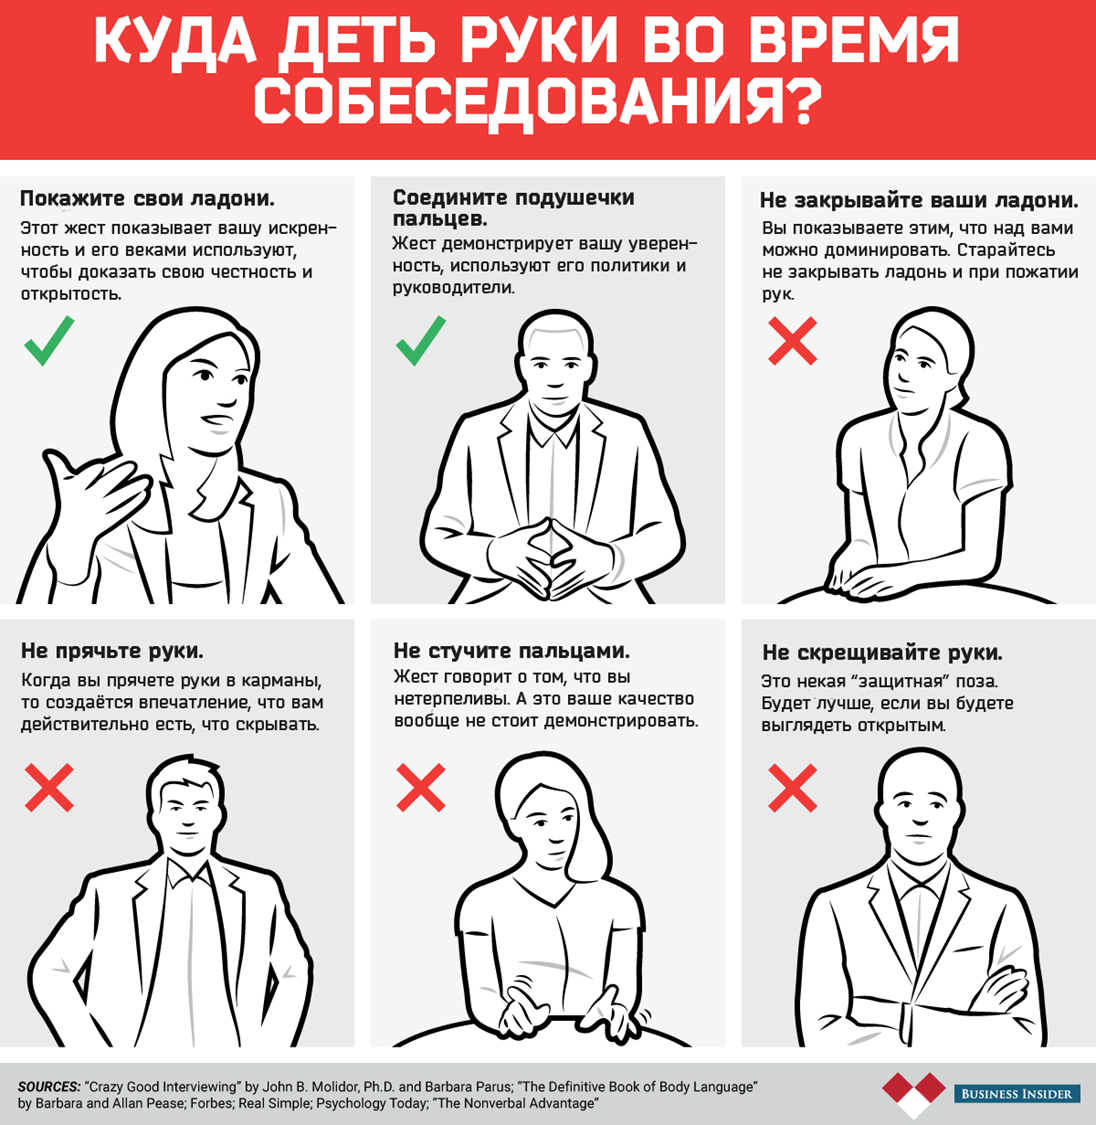 КУДА ДЕТЬ РУКИ ВО ВРЕМЯ
СОБЕСЕДОВАНИЯ?
Покажите свои ладони.
Этот жест показывает вашу искрен-
ность и его веками используют,
чтобы доказать свою честность и
открытость.
Соедините подушечки
пальцев.
Жест демонстрирует вашу уверен-
ность, используют его политики и
руководители.
Не закрывайте ваши ладони.
Вы показываете этим, что над вами
можно доминировать. Старайтесь
не закрывать ладонь и при пожатии
рук.
Не прячьте руки.
Когда вы прячете руки в карманы,
то создаётся впечатление, что вам
действительно есть, что скрывать.
Не стучите пальцами.
Жест говорит о том, что вы
нетерпеливы. А это ваше качество
вообще не стоит демонстрировать.
Не скрещивайте руки.
Это некая “защитная” поза.
Будет лучше, если вы будете
выглядеть открытым.
SOURCES: “Crazy Good Interviewing” by John B. Molidor, Ph.D. and Barbara Parus; “The Definitive Book of Body Language”
by Barbara and Allan Pease; Forbes; Real Simple; Psychology Today; “The Nonverbal Advantage”
BUSINESS INSIDER